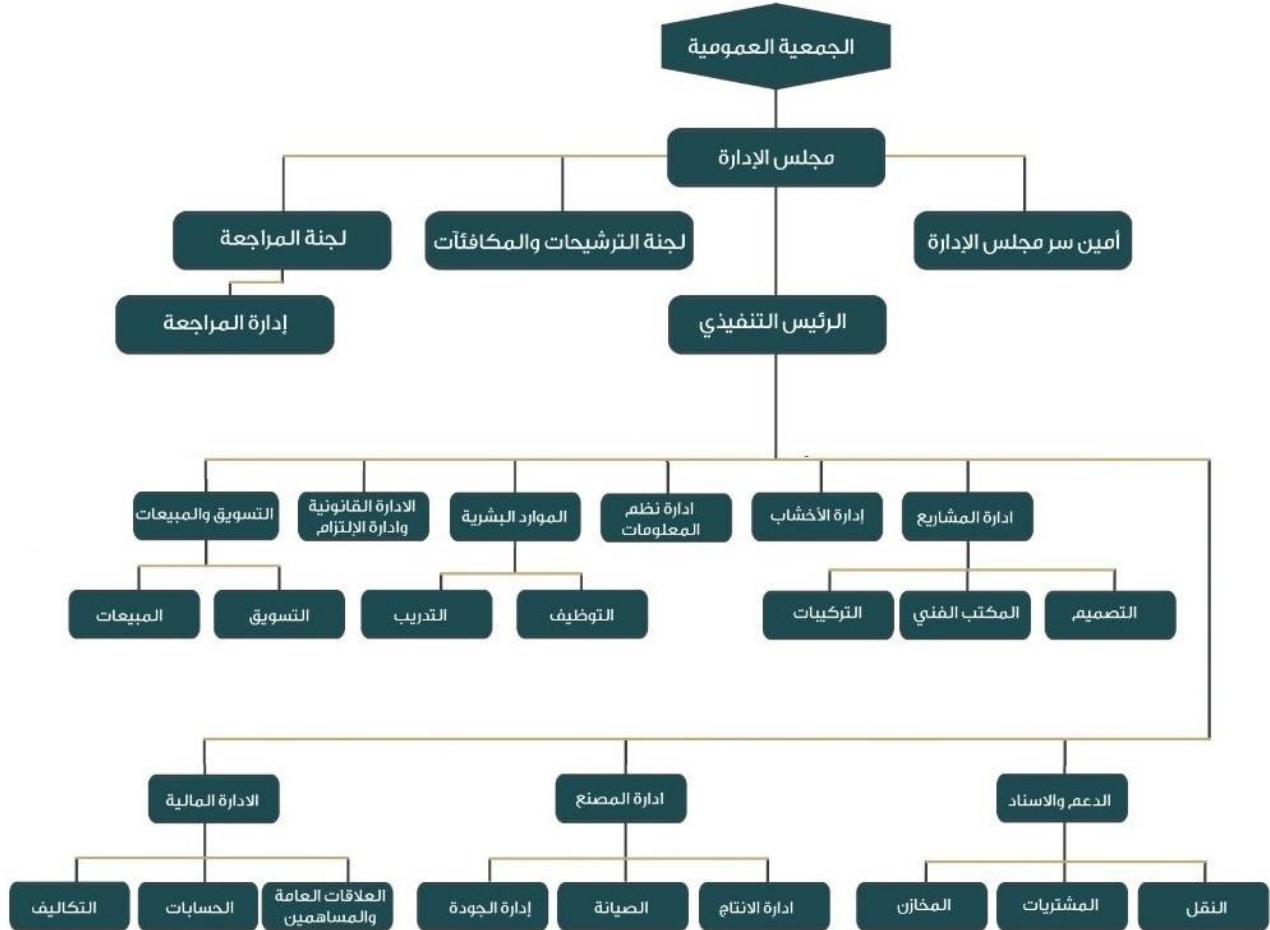 الجمعية العمومية
مجلس الإدارة
أمين سر مجلس الإدارة
لجنة الترشيحات والمكافئآت
لجنة المراجعة
الرئيس التنفيذي
إدارة المراجعة
ادارة المشاريع
إدارة الأخشاب
ادارة نظم
المعلومات
الموارد البشرية
الادارة القانونية
وادارة الإلتزام
التسويق والمبيعات
التصميم
المكتب الفني
التركيبات
التوظيف
التدريب
التسويق
المبيعات
الدعم والاسناد
ادارة المصنع
الادارة المالية
النقل
المشتريات
المخازن
ادارة الانتاج
الصيانة
إدارة الجودة
العلاقات العامة
والمساهمين
الحسابات
التكاليف